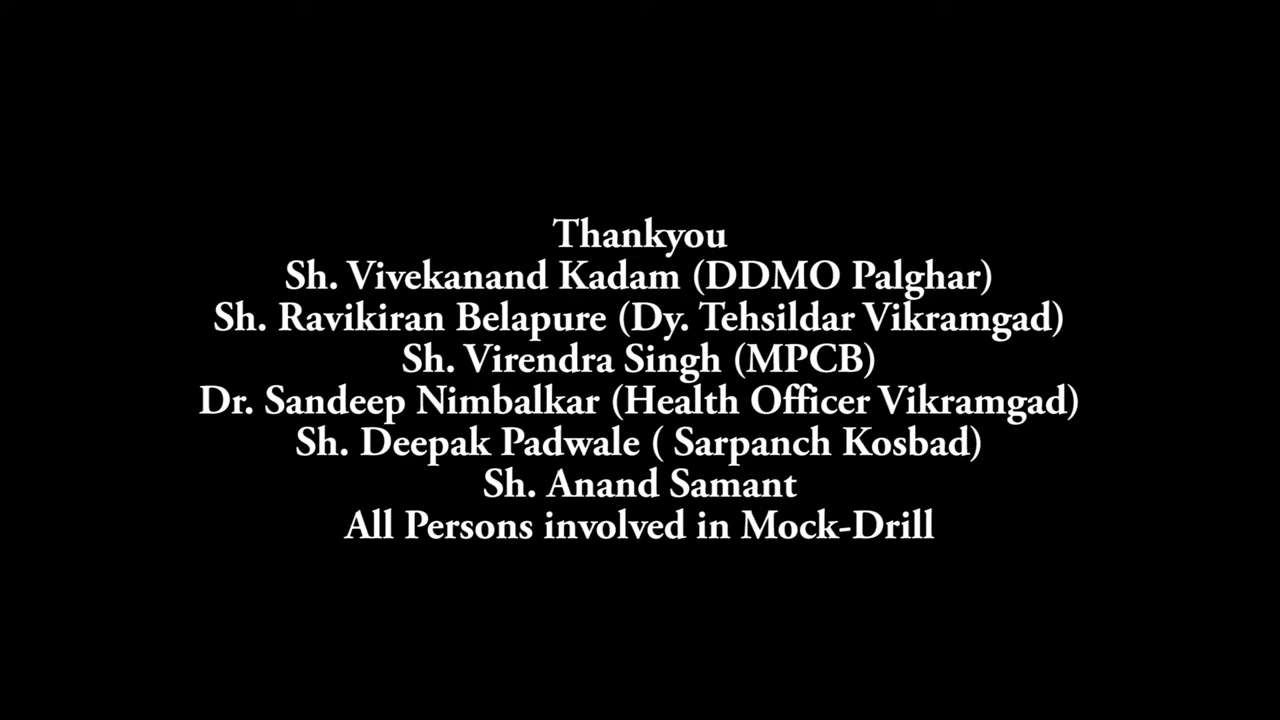 Thankyou
Sh. Vivekanand Kadam (DDMO Palghar)
Sh. Ravikiran Belapure (Dy. Tehsildar Vikramgad)
Sh. Virendra Singh (MPCB)
Dr. Sandeep Nimbalkar (Health Officer Vikramgad)
Sh. Deepak Padwale ( Sarpanch Kosbad)
Sh. Anand Samant
All Persons involved in Mock-Drill